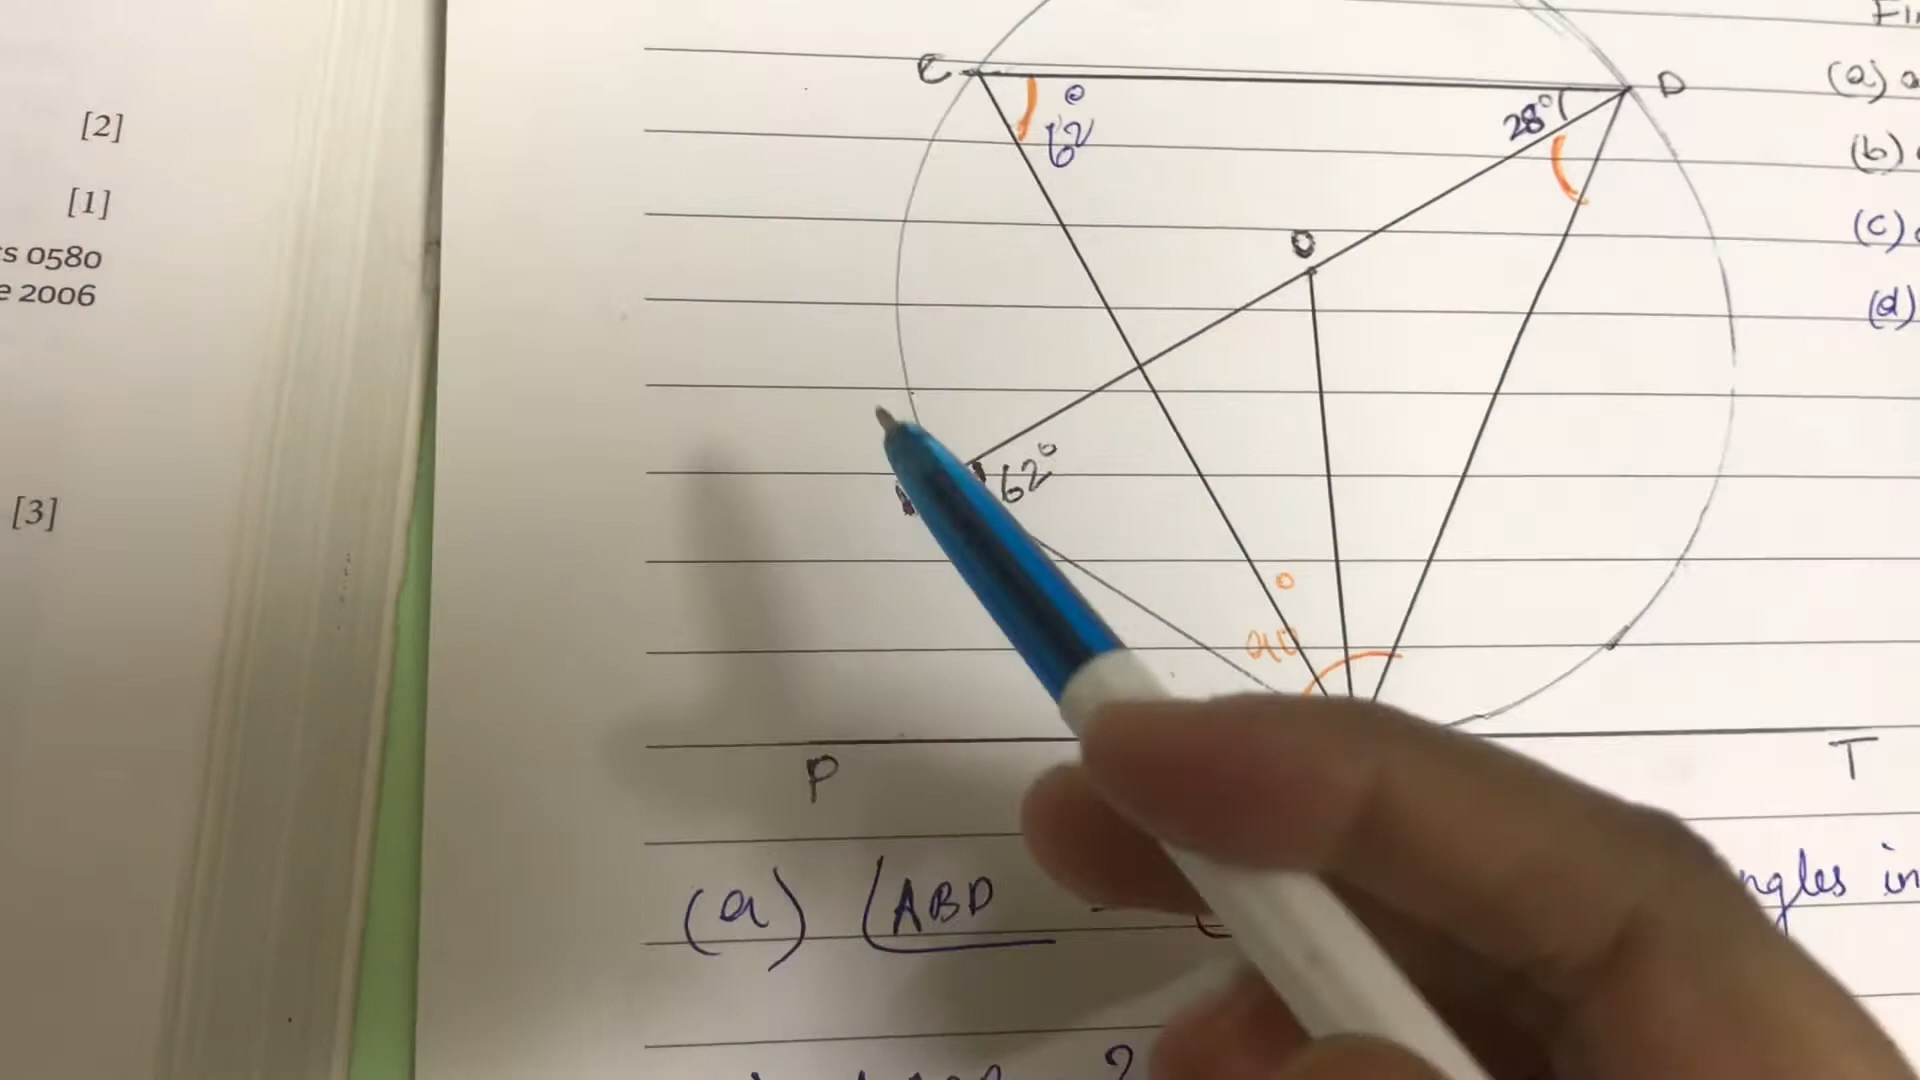 [2]
[1]
s 0580
e 2006
[3]
(a)
(b)
(c)
(d)
C
D
62°
28°
O
62°
90°
P
T
(a) ABD
ngles in
?